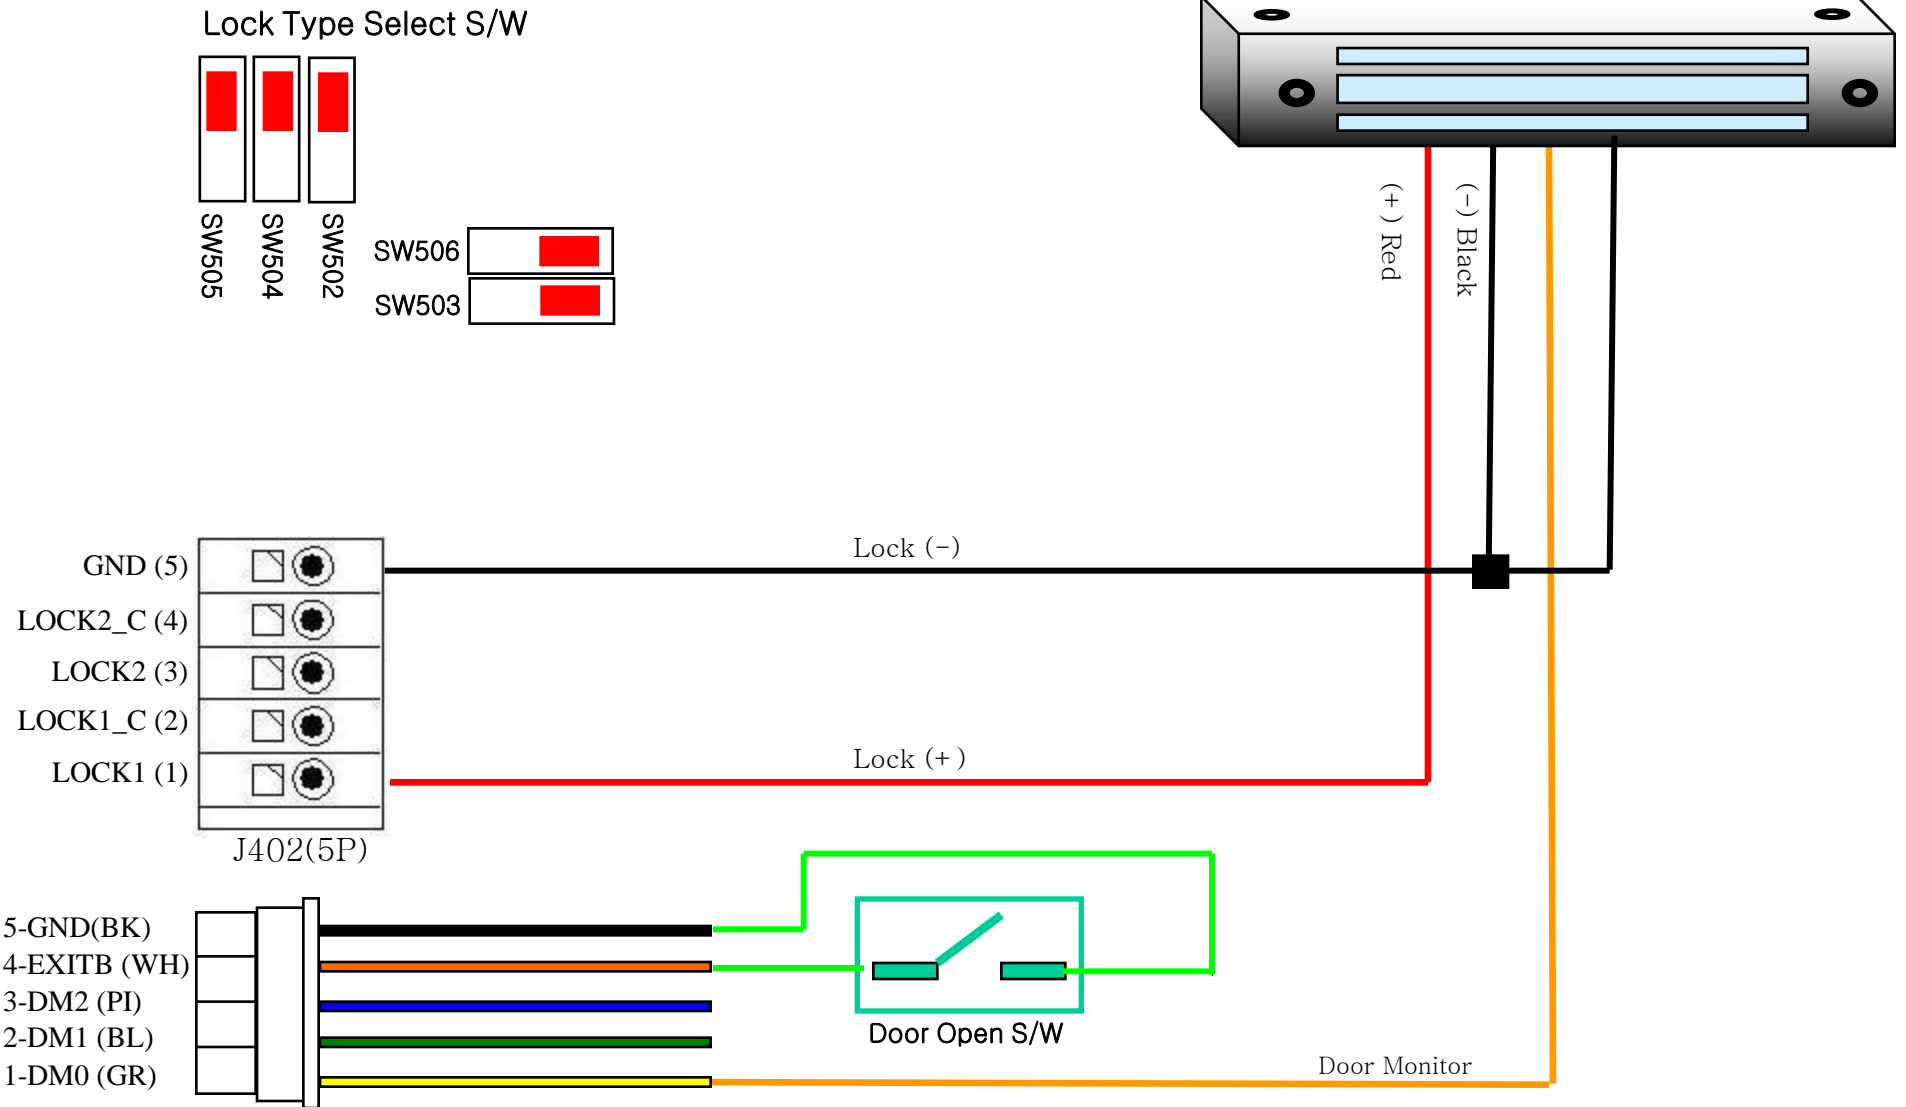 Lock Type Select S/W
SW505
SW504
SW502
SW506
SW503
(+) Red
(-) Black
GND (5)
LOCK2_C (4)
LOCK2 (3)
LOCK1_C (2)
LOCK1 (1)
J402(5P)
Lock (-)
Lock (+)
5-GND(BK)
4-EXITB (WH)
3-DM2 (PI)
2-DM1 (BL)
1-DM0 (GR)
Door Open S/W
Door Monitor